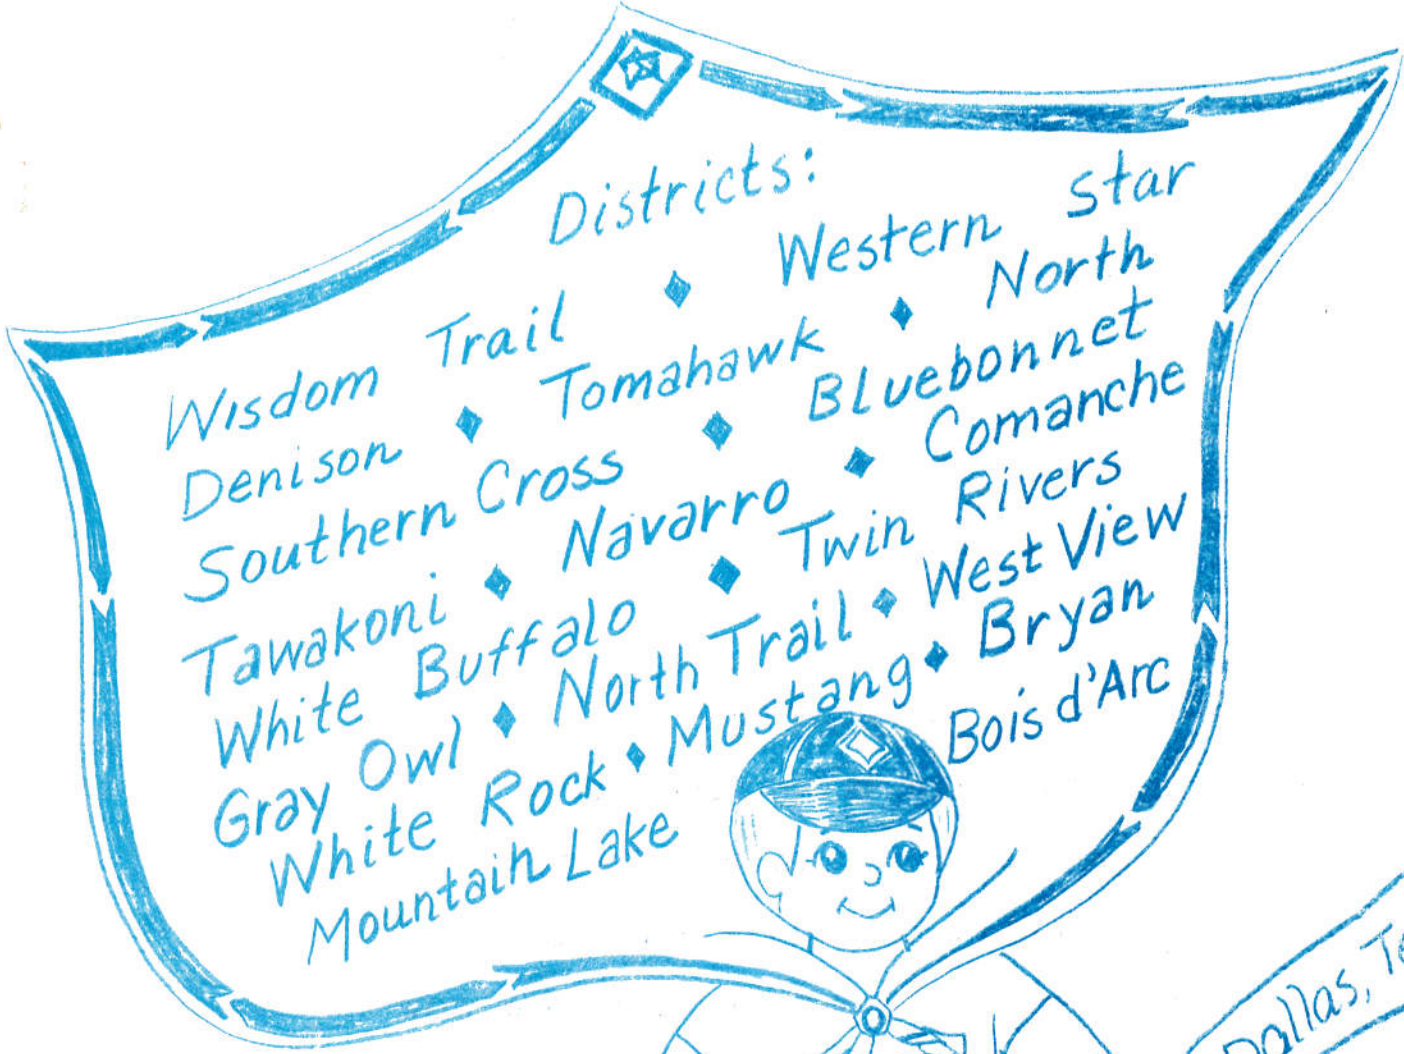 Districts:
Wisdom Trail ♦ Western Star
Denison ♦ Tomahawk ♦ North
Southern Cross ♦ Bluebonnet
Tawakoni ♦ Navarro ♦ Comanche
White Buffalo ♦ Twin Rivers
Gray Owl ♦ North Trail ♦ West View
White Rock ♦ Mustang ♦ Bryan
Mountain Lake Bois d'Arc
Dallas,